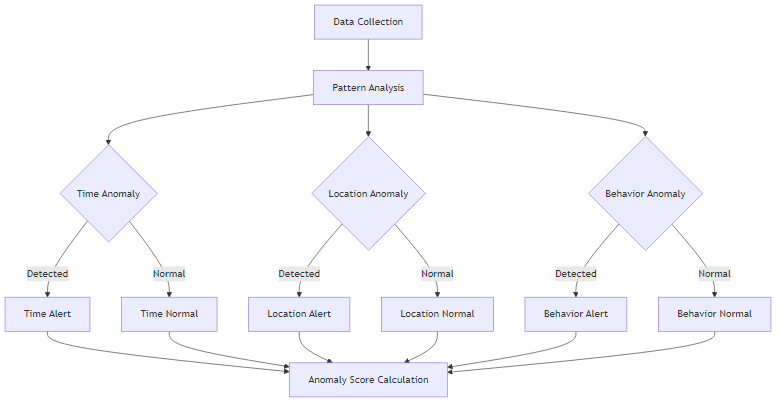 Data Collection
Pattern Analysis
Time Anomaly
Location Anomaly
Behavior Anomaly
Detected
Normal
Detected
Normal
Detected
Normal
Time Alert
Time Normal
Location Alert
Location Normal
Behavior Alert
Behavior Normal
Anomaly Score Calculation